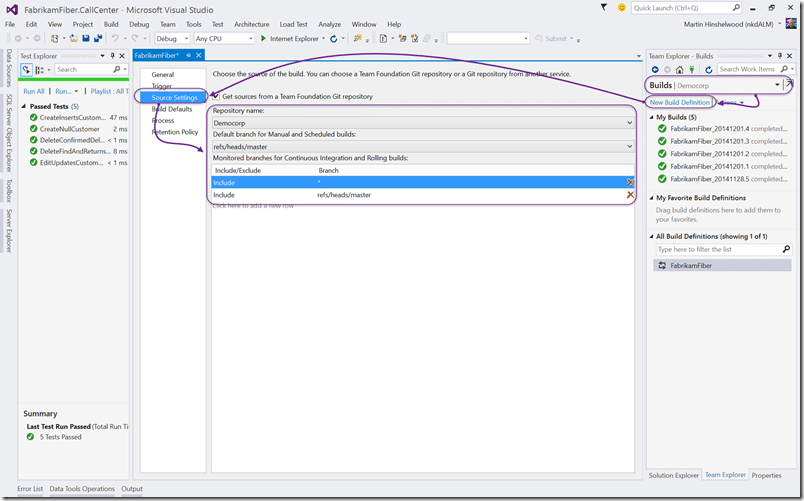 FabrikamFiber.CallCenter - Microsoft Visual Studio
Quick Launch (Ctrl+Q)
File Edit View Project Build Debug Team Tools Test Architecture Load Test Analyze Window Help
Martin Hinshelwood (nkdALM)
Debug Any CPU Internet Explorer Submit
Data Sources
SQL Server Object Explorer
Toolbox
Server Explorer
Test Explorer
Search
Run All | Run... | Playlist : All T
Passed Tests (5)
CreateInsertsCustom... 47 ms
CreateNullCustomer 2 ms
DeleteConfirmedDel... < 1 ms
DeleteFindAndReturns... 8 ms
EditUpdatesCustome... < 1 ms
Summary
Last Test Run Passed (Total Run Ti
5 Tests Passed
FabrikamFiber*
General
Trigger
Source Settings
Build Defaults
Process
Retention Policy
Choose the source of the build. You can choose a Team Foundation Git repository or a Git repository from another service.
Get sources from a Team Foundation Git repository
Repository name:
Democorp
Default branch for Manual and Scheduled builds:
refs/heads/master
Monitored branches for Continuous Integration and Rolling builds:
Include/Exclude Branch
Include *
Include refs/heads/master
Click here to add a new row
Team Explorer - Builds
Search Work Items
Builds | Democorp
New Build Definition
My Builds (5)
FabrikamFiber_20141201.4 completed...
FabrikamFiber_20141201.3 completed...
FabrikamFiber_20141201.2 completed...
FabrikamFiber_20141201.1 completed...
FabrikamFiber_20141128.5 completed...
My Favorite Build Definitions
Drag build definitions here to add them to
your favorites.
All Build Definitions (showing 1 of 1)
Type here to filter the list
FabrikamFiber
Solution Explorer Team Explorer Properties
Error List Data Tools Operations Output